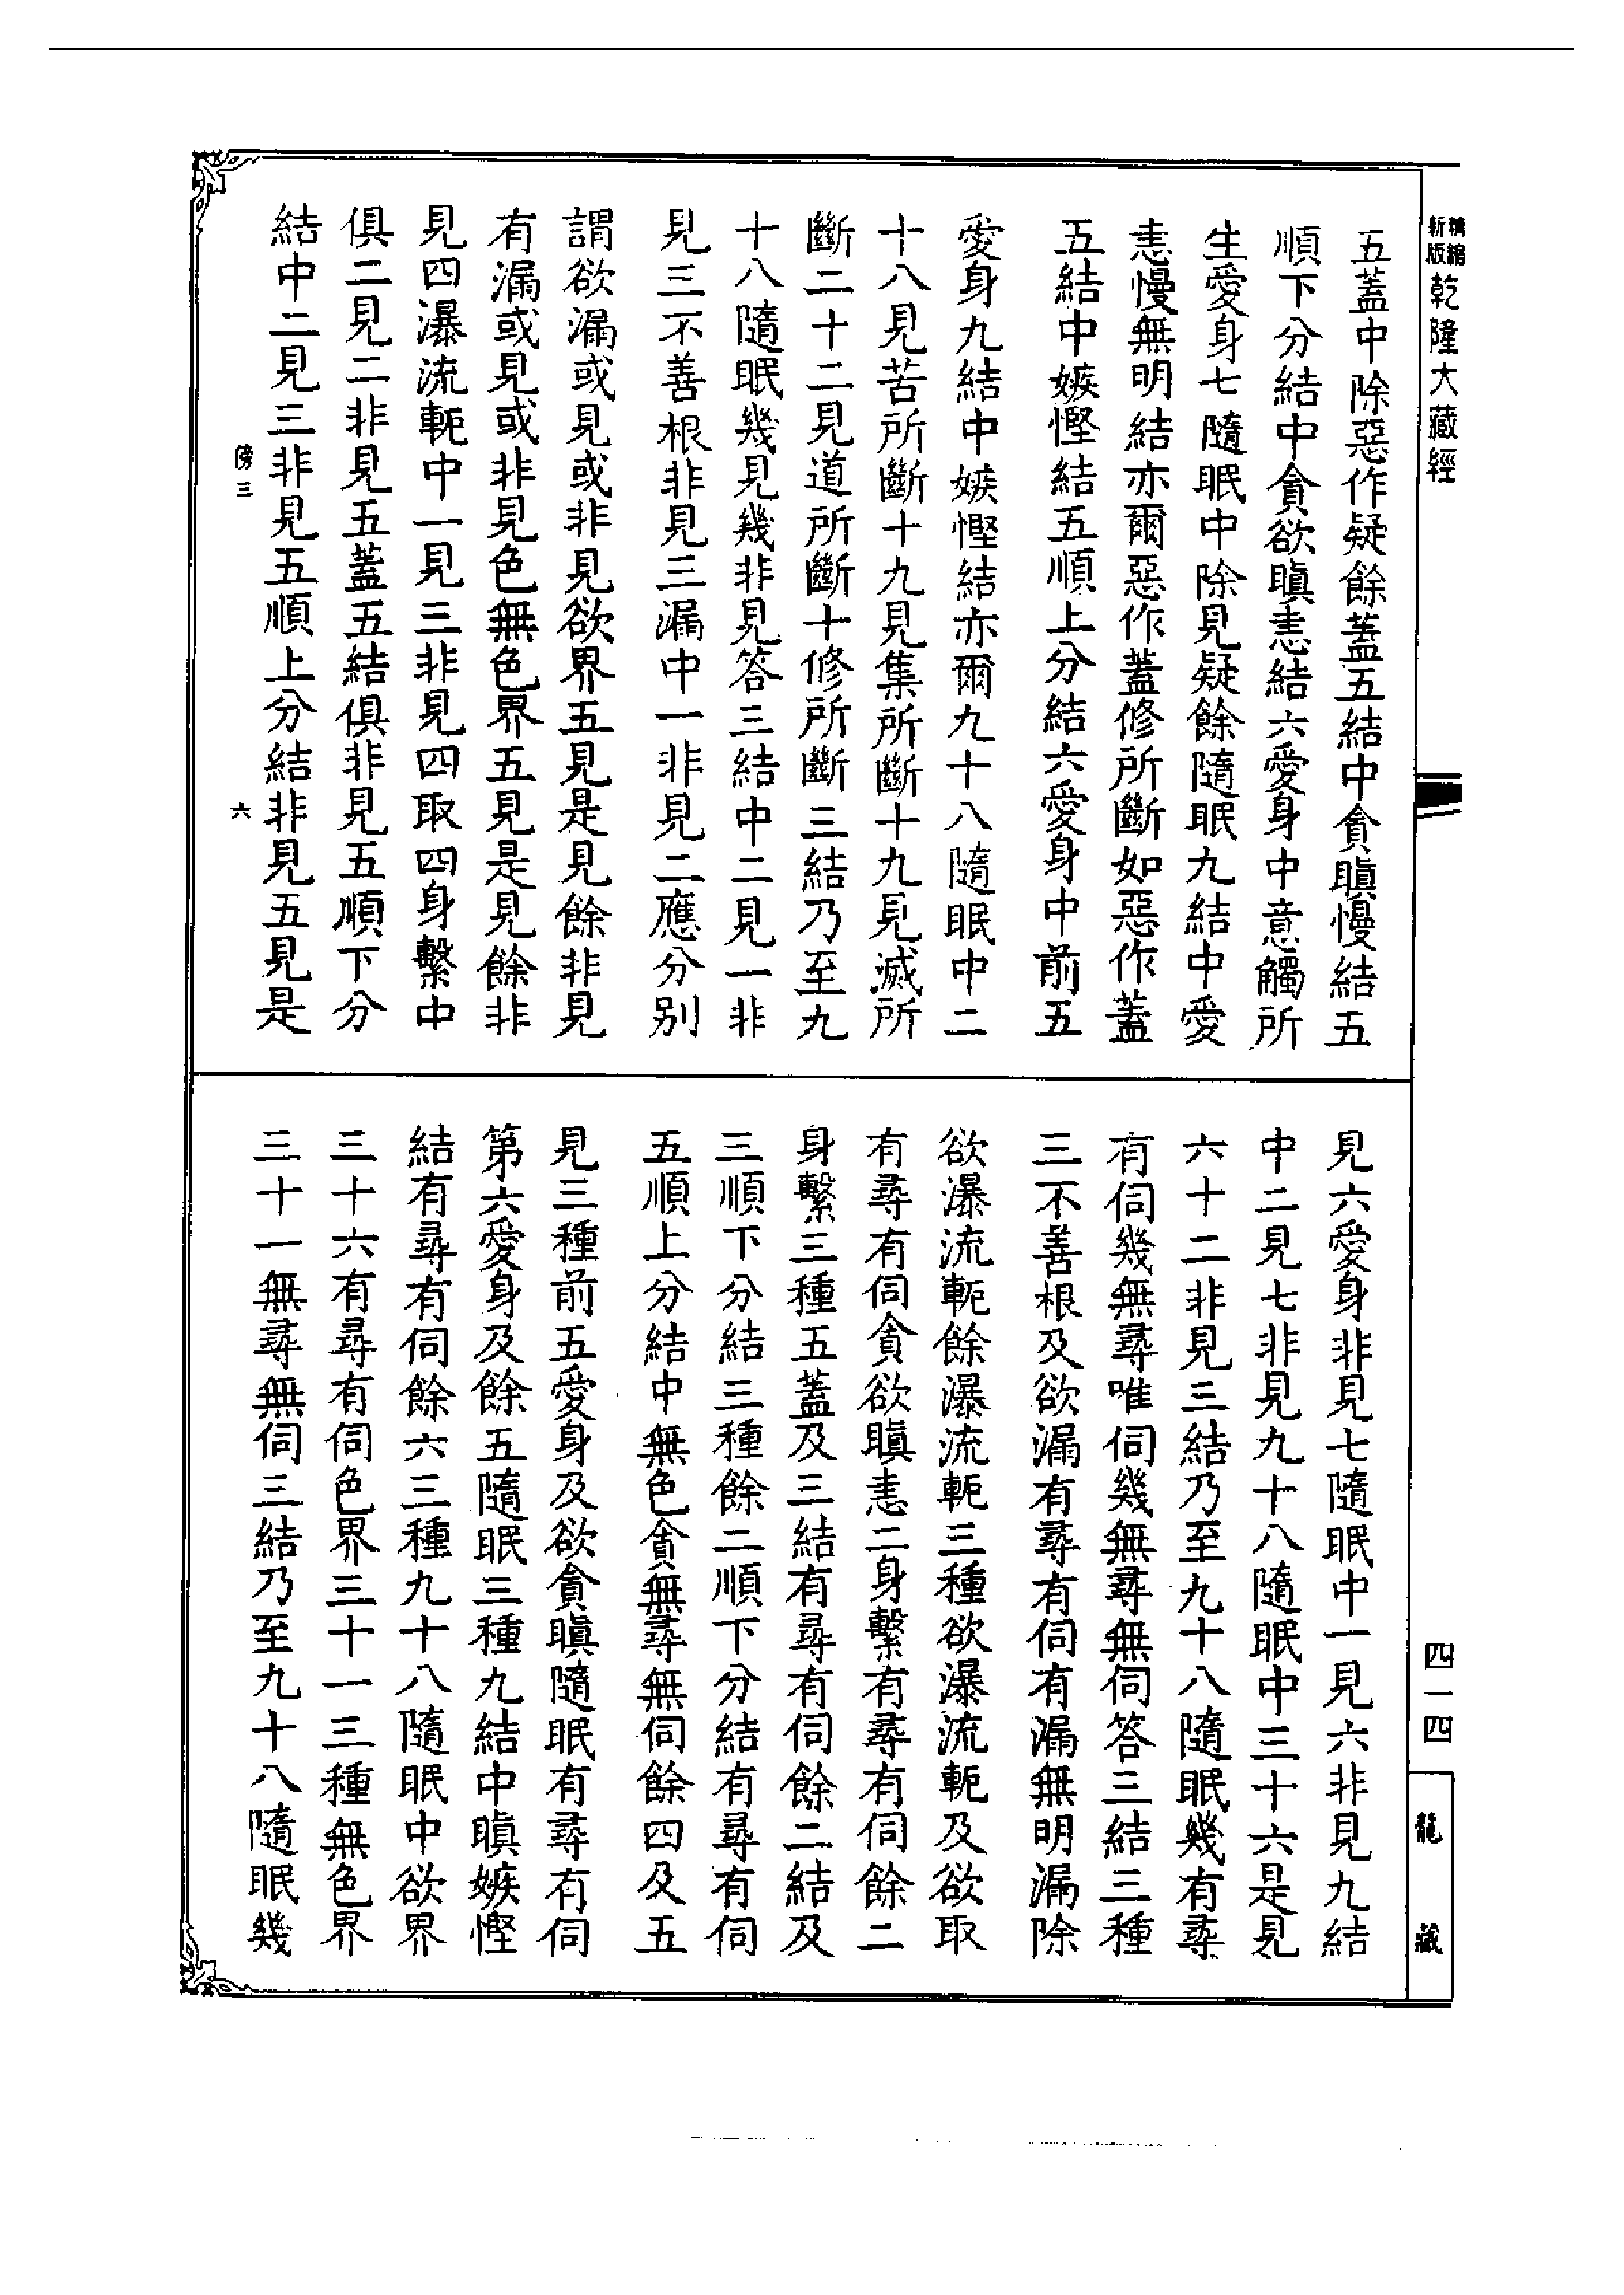 精縮新版乾隆大藏經
五蓋中除惡作疑餘蓋五結中貪瞋慢結五
順下分結中貪欲瞋恚結六愛身中意觸所
生愛身七隨眠中除見疑餘隨眠九結中愛
恚慢無明結亦爾惡作蓋修所斷如惡作蓋
五結中嫉慳結五順上分結六愛身中前五
愛身九結中嫉慳結亦爾九十八隨眠中二
十八見苦所斷十九見集所斷十九見滅所
斷二十二見道所斷十修所斷三結乃至九
十八隨眠幾見幾非見答三結中二見一非
見三不善根非見三漏中一非見二應分別
謂欲漏或見或非見欲界五見是見餘非見
有漏或見或非見色無色界五見是見餘非
見四瀑流軛中一見三非見四取四身繫中
俱二見二非見五蓋五結俱非見五順下分
結中二見三非見五順上分結非見五見是
傍三
六
見六愛身非見七隨眠中一見六非見九結
中二見七非見九十八隨眠中三十六是見
六十二非見三結乃至九十八隨眠幾有尋
有伺幾無尋唯伺幾無尋無伺答三結三種
三不善根及欲漏有尋有伺有漏無明漏除
欲瀑流軛餘瀑流軛三種欲瀑流軛及欲取
有尋有伺貪欲瞋恚二身繫有尋有伺餘二
身繫三種五蓋及三結有尋有伺餘二結及
三順下分結三種餘二順下分結有尋有伺
五順上分結中無色貪無尋無伺餘四及五
見三種前五愛身及欲貪瞋隨眠有尋有伺
第六愛身及餘五隨眠三種九結中瞋嫉慳
結有尋有伺餘六三種九十八隨眠中欲界
三十六有尋有伺色界三十一三種無色界
三十一無尋無伺三結乃至九十八隨眠幾
四一四
龍藏